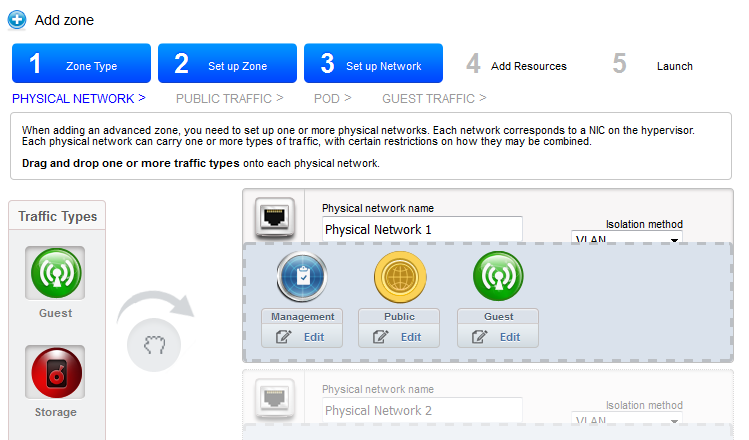 Add zone
1 Zone Type 2 Set up Zone 3 Set up Network 4 Add Resources 5 Launch
PHYSICAL NETWORK > PUBLIC TRAFFIC > POD > GUEST TRAFFIC >
When adding an advanced zone, you need to set up one or more physical networks. Each network corresponds to a NIC on the hypervisor.
Each physical network can carry one or more types of traffic, with certain restrictions on how they may be combined.
Drag and drop one or more traffic types onto each physical network.
Traffic Types
Guest
Storage
Physical network name
Isolation method
Physical Network 1
VLAN
Management Public Guest
Edit Edit Edit
Physical network name
Isolation method
Physical Network 2
VLAN